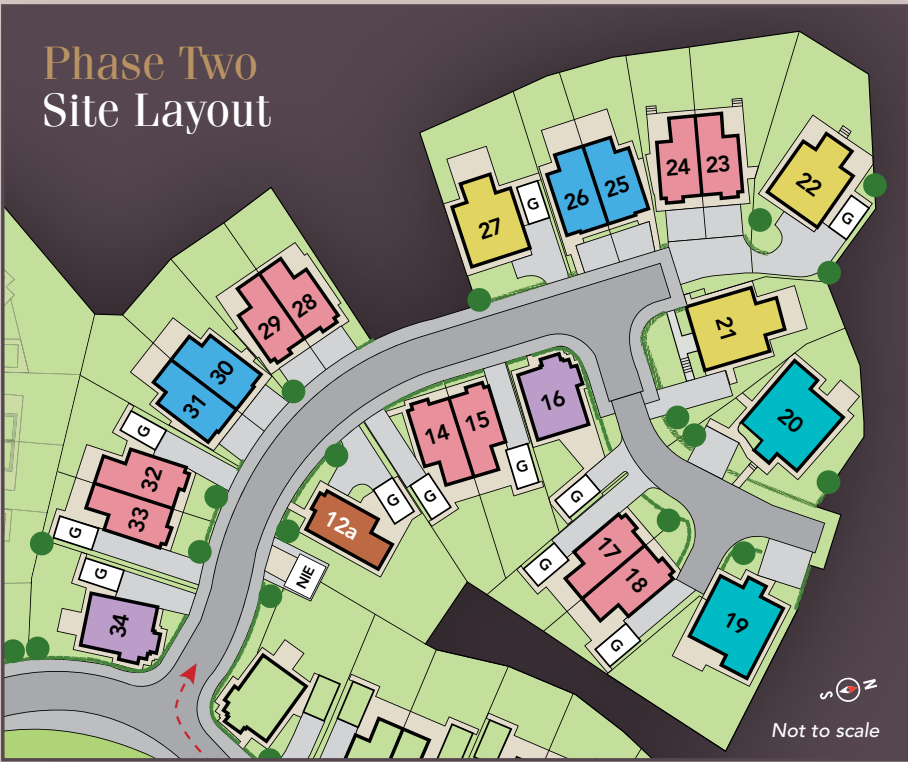 Phase Two
Site Layout
24
23
22
26
25
G
27
G
28
29
21
30
31
16
15
14
20
G
32
33
G
G
G
G
G
12a
G
G
17
18
NIE
G
34
19
G
S
N
Not to scale